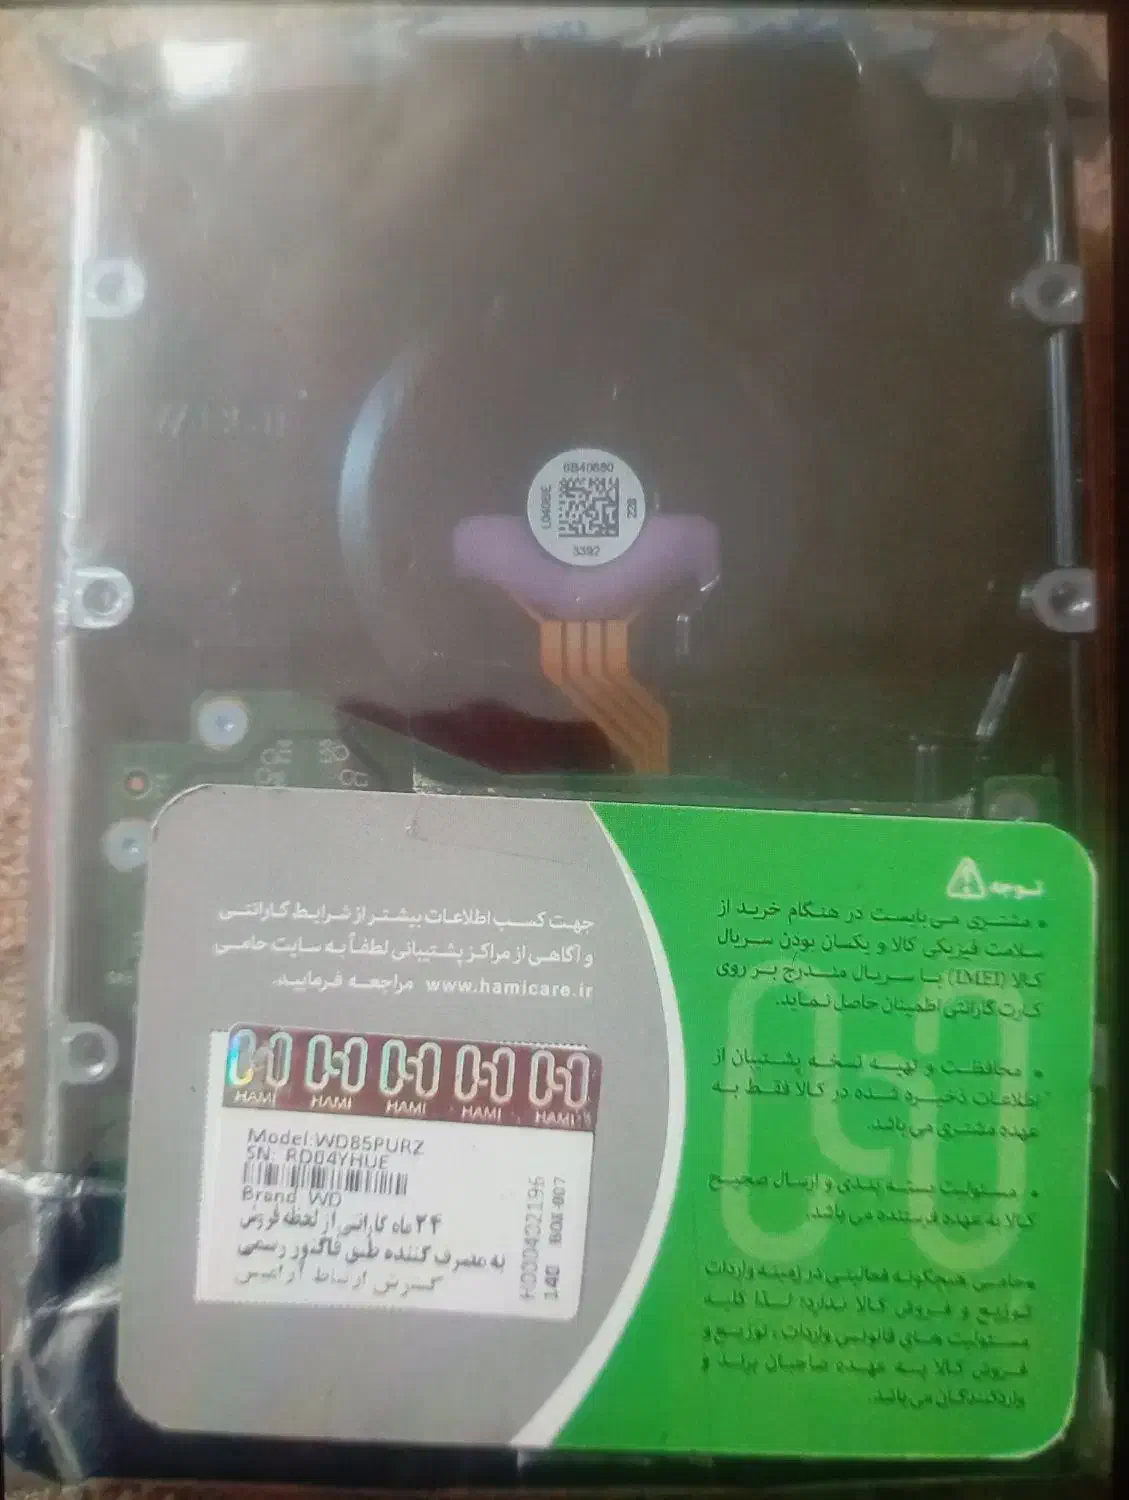 6B40680
L0409IE
228
3392
توجه
• مشتری می بایست در هنگام خرید از
سلامت فیزیکی کالا و یکسان بودن سریال
کالا (IMEI) با سریال مندرج بر روی
کارت گارانتی اطمینان حاصل نماید.
• محافظت و تهیه نسخه پشتیبان از
اطلاعات ذخیره شده در کالا فقط به
عهده مشتری می باشد.
• مسئولیت بسته بندی و ارسال صحیح
کالا به عهده فرستنده می باشد.
• حامی هیچگونه فعالیتی در زمینه واردات
توزیع و فروش کالا ندارد؛ لذا کلیه
مسئولیت های قانونی واردات، توزیع و
فروش کالا به عهده صاحبان برند و
واردکنندگان می باشد.
جهت کسب اطلاعات بیشتر از شرایط گارانتی
و آگاهی از مراکز پشتیبانی لطفاً به سایت حامی
www.hamicare.ir مراجعه فرمایید.
HAMI HAMI HAMI HAMI HAMI
Model:WD85PURZ
SN: RD04YHUE
Brand WD
۲۴ ماه گارانتی از لحظه فروش
به مصرف کننده طبق فاکتور رسمی
گسترش ارتباط آرامیس
H000422196
140 BOX-807